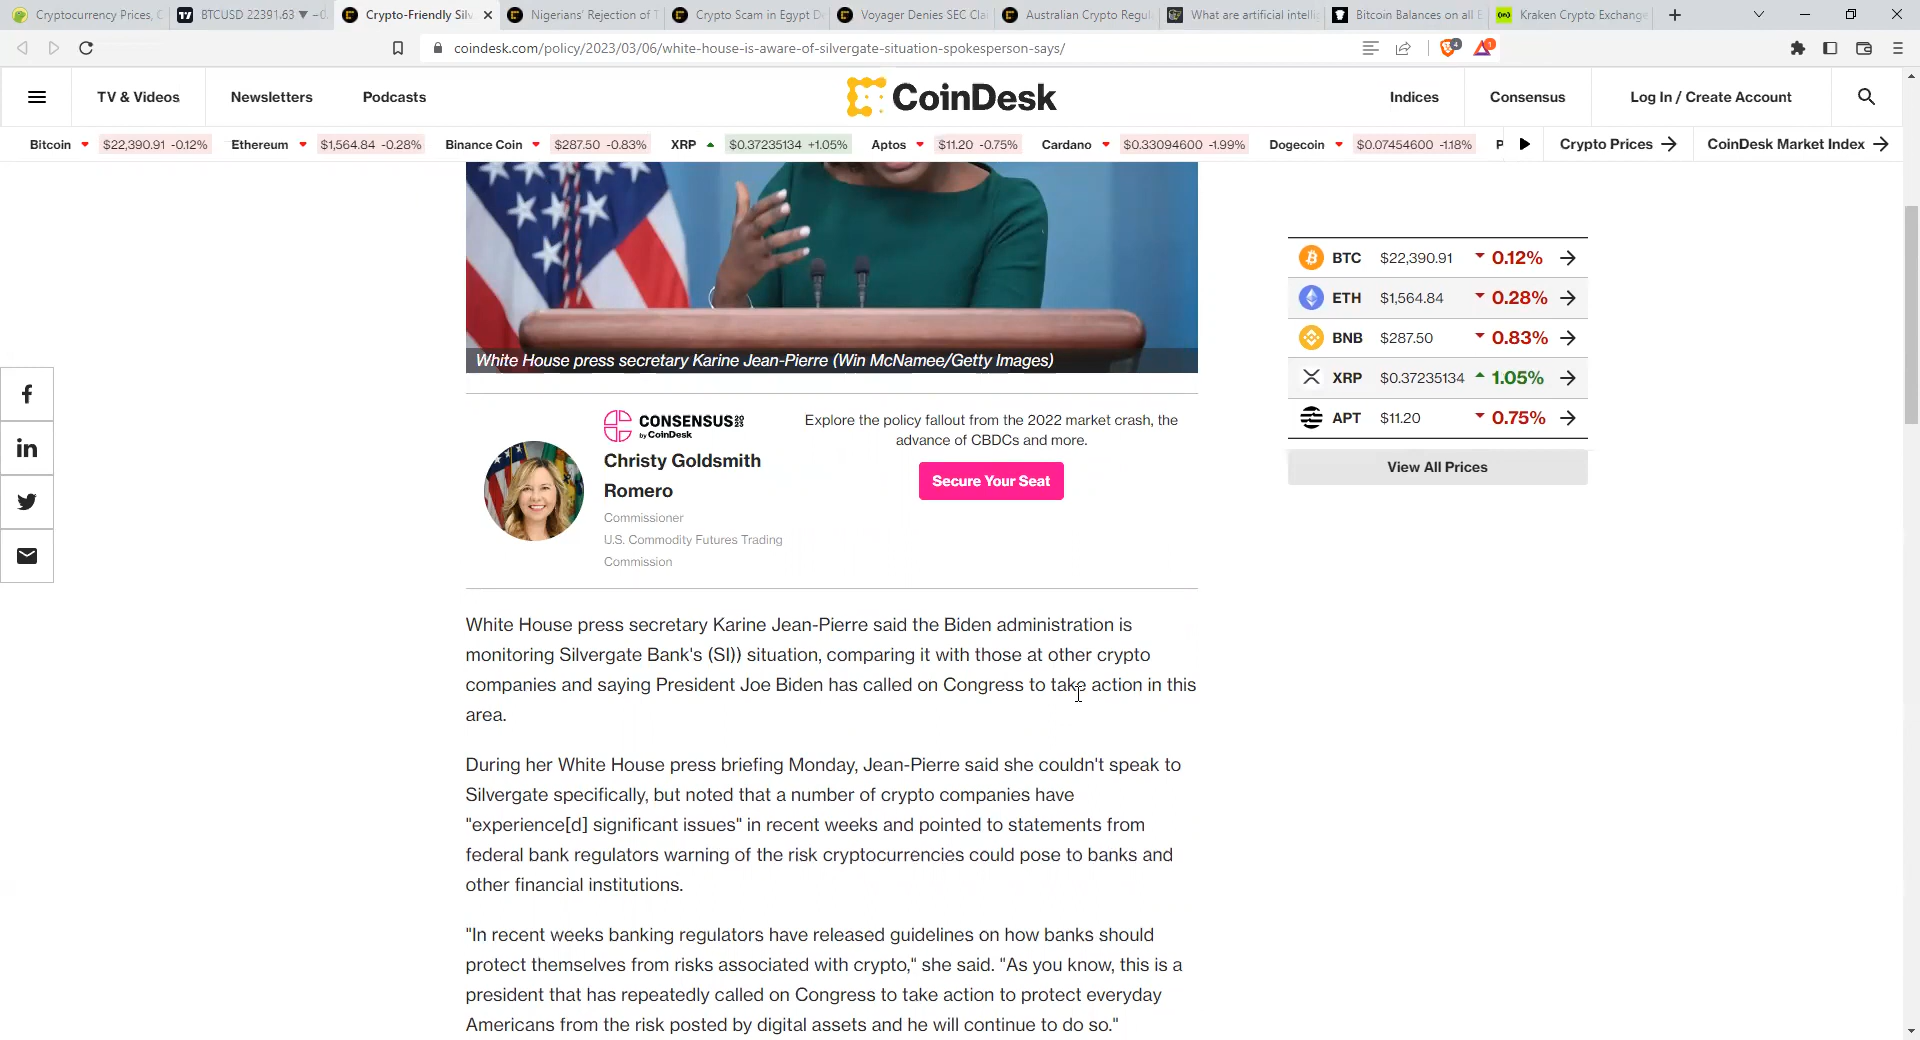 Cryptocurrency Prices, C
BTCUSD 22391.63 ▼ −0.
Crypto-Friendly Silv
Nigerians' Rejection of T
Crypto Scam in Egypt D
Voyager Denies SEC Cla
Australian Crypto Regul
What are artificial intellig
Bitcoin Balances on all E
Kraken Crypto Exchange
coindesk.com/policy/2023/03/06/white-house-is-aware-of-silvergate-situation-spokesperson-says/
4
1
TV & Videos
Newsletters
Podcasts
CoinDesk
Indices
Consensus
Log In / Create Account
Bitcoin $22,390.91 -0.12%
Ethereum $1,564.84 -0.28%
Binance Coin $287.50 -0.83%
XRP $0.37235134 +1.05%
Aptos $11.20 -0.75%
Cardano $0.33094600 -1.99%
Dogecoin $0.07454600 -1.18%
P
Crypto Prices
CoinDesk Market Index
White House press secretary Karine Jean-Pierre (Win McNamee/Getty Images)
BTC $22,390.91 0.12%
ETH $1,564.84 0.28%
BNB $287.50 0.83%
XRP $0.37235134 1.05%
APT $11.20 0.75%
View All Prices
CONSENSUS 2023
by CoinDesk
Christy Goldsmith
Romero
Commissioner
U.S. Commodity Futures Trading
Commission
Explore the policy fallout from the 2022 market crash, the
advance of CBDCs and more.
Secure Your Seat
White House press secretary Karine Jean-Pierre said the Biden administration is
monitoring Silvergate Bank's (SI)) situation, comparing it with those at other crypto
companies and saying President Joe Biden has called on Congress to take action in this
area.
During her White House press briefing Monday, Jean-Pierre said she couldn't speak to
Silvergate specifically, but noted that a number of crypto companies have
"experience[d] significant issues" in recent weeks and pointed to statements from
federal bank regulators warning of the risk cryptocurrencies could pose to banks and
other financial institutions.
"In recent weeks banking regulators have released guidelines on how banks should
protect themselves from risks associated with crypto," she said. "As you know, this is a
president that has repeatedly called on Congress to take action to protect everyday
Americans from the risk posted by digital assets and he will continue to do so."